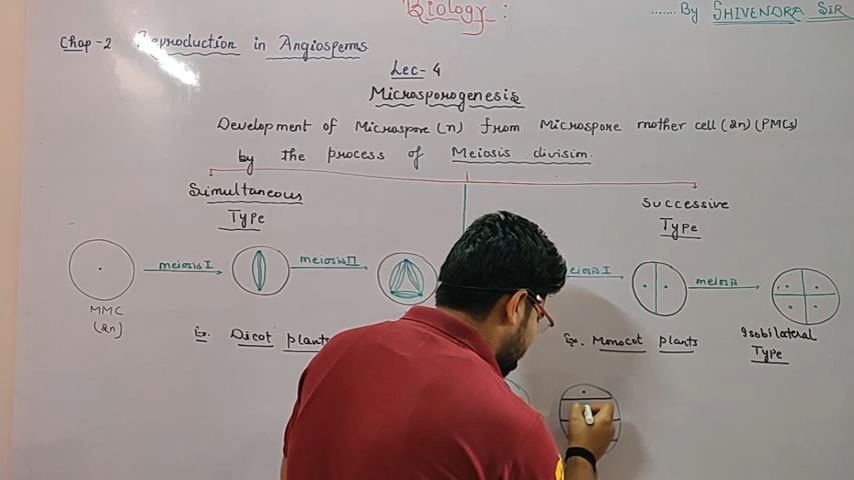 Biology :
....... By SHIVENDRA SIR
Chap-2 Reproduction in Angiosperms
Lec-4
Microsporogenesis
Development of Microspore (n) from Microspore mother cell (2n) (PMCs)
by the process of Meiosis division.
Simultaneous
Type
Successive
Type
meiosis I
meiosis II
meiosis I
meiosis II
MMC
(2n)
Ex. Dicot plants
Ex. Monocot plants
Isobilateral
Type